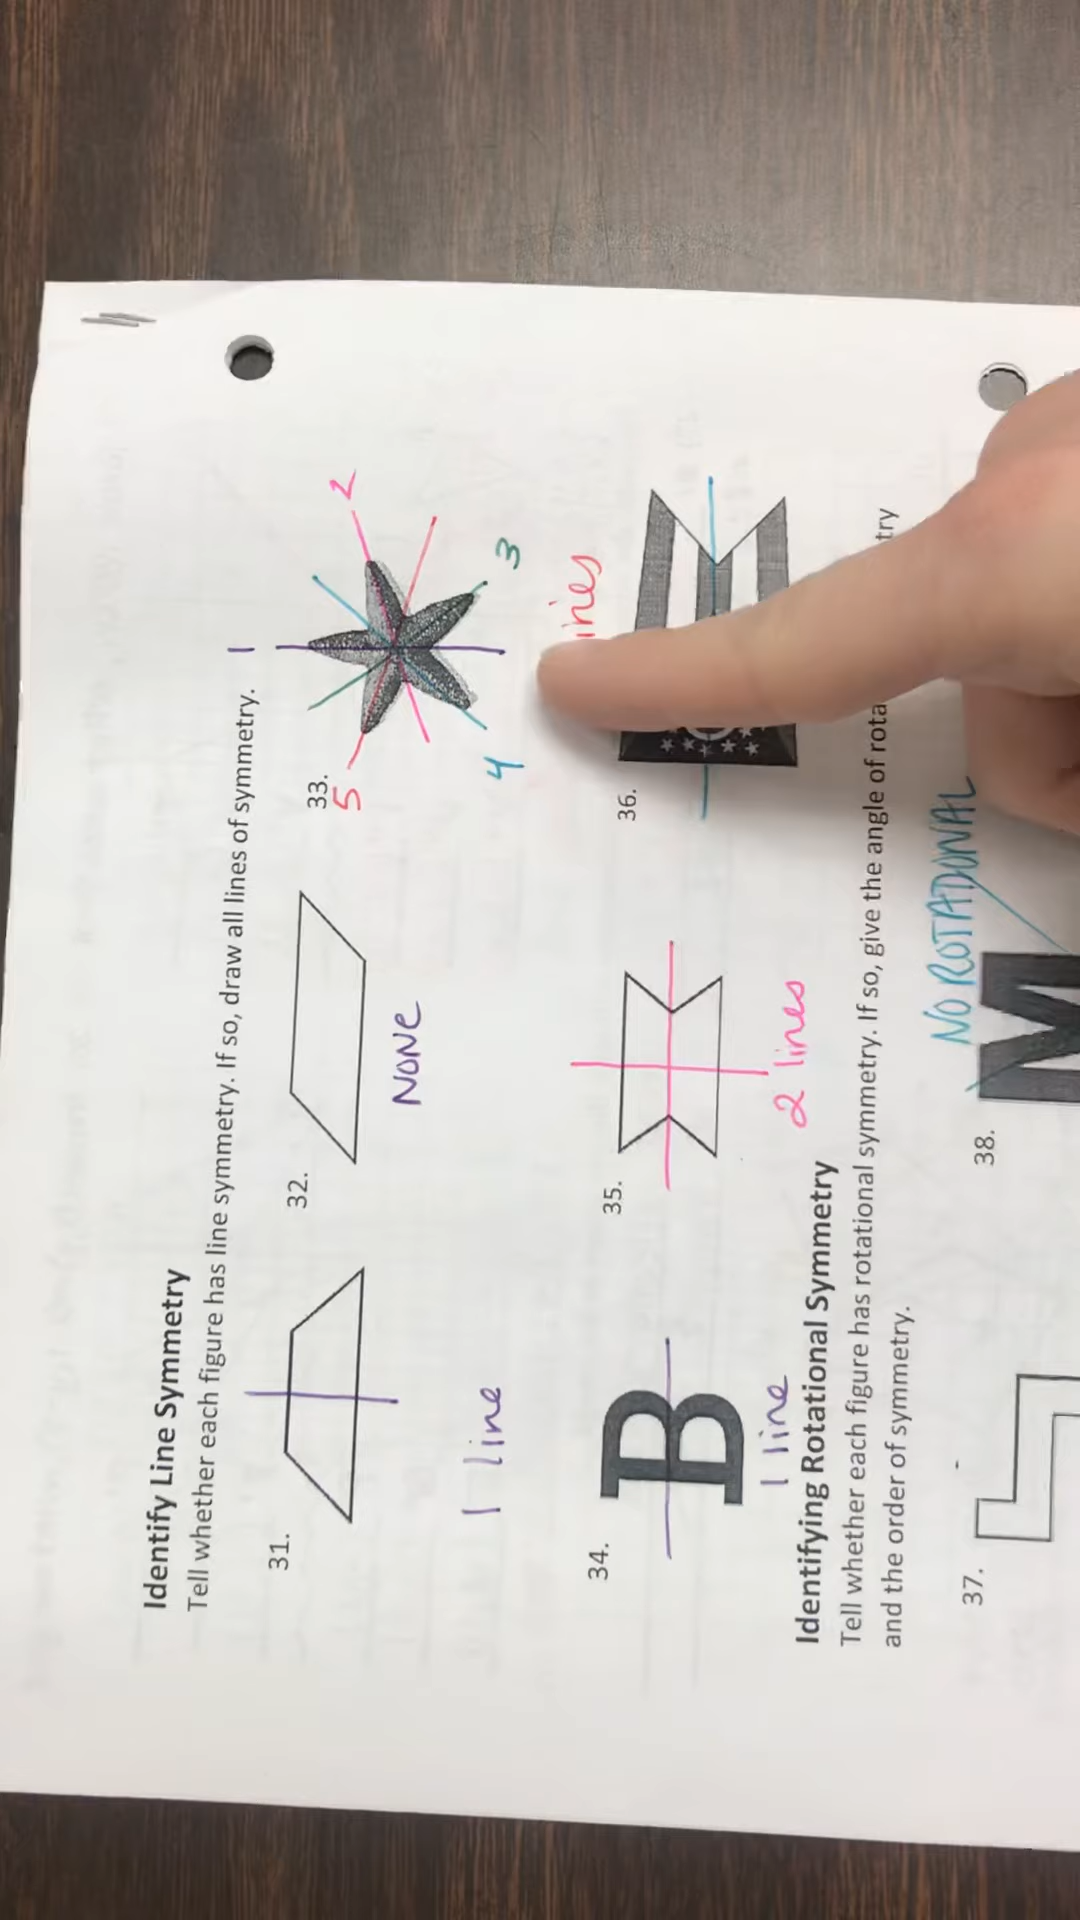 Identify Line Symmetry
Tell whether each figure has line symmetry. If so, draw all lines of symmetry.
31.
1 line
32.
NONE
33.
1
2
3
4
5
34.
B
1 line
35.
2 lines
36.
Identifying Rotational Symmetry
Tell whether each figure has rotational symmetry. If so, give the angle of
and the order of symmetry.
37.
38.
NO ROTATIONAL
M